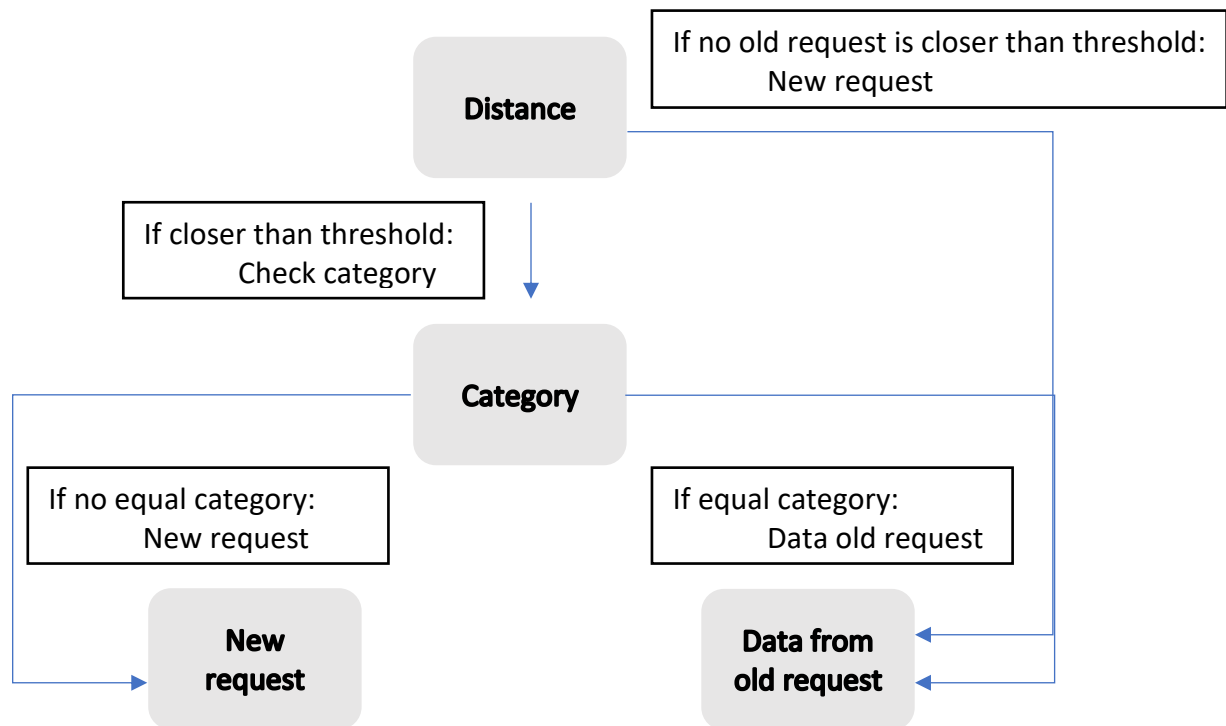 If no old request is closer than threshold:
New request
Distance
If closer than threshold:
Check category
Category
If no equal category:
New request
If equal category:
Data old request
New
request
Data from
old request